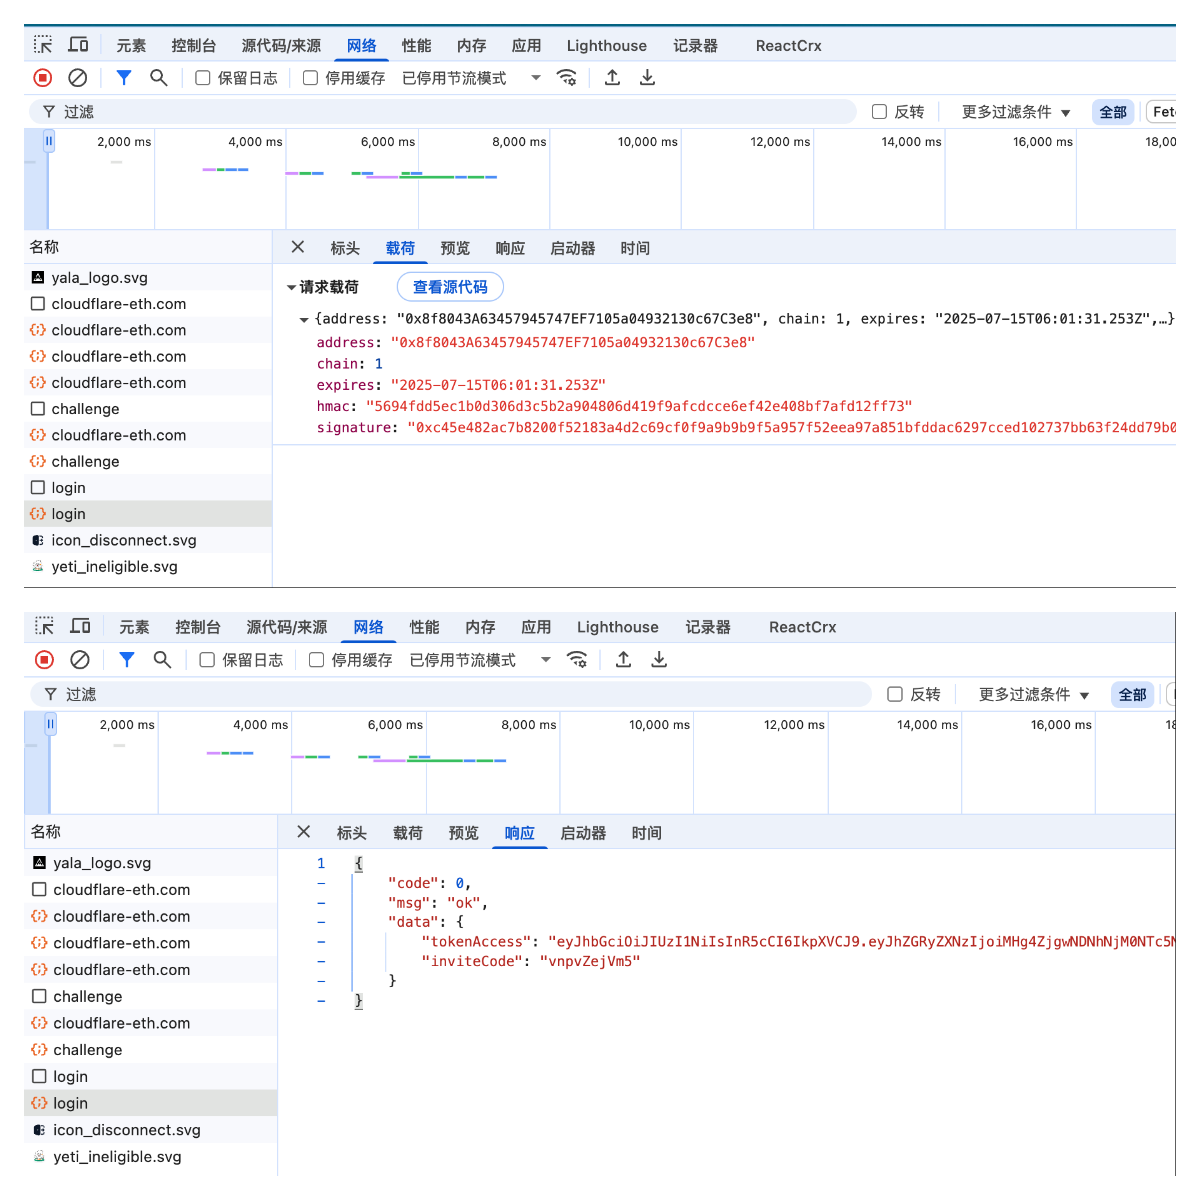 元素 控制台 源代码/来源 网络 性能 内存 应用 Lighthouse 记录器 ReactCrx
保留日志 停用缓存 已停用节流模式
过滤 反转 更多过滤条件 全部
2,000 ms 4,000 ms 6,000 ms 8,000 ms 10,000 ms 12,000 ms 14,000 ms 16,000 ms 18,00
名称 标头 载荷 预览 响应 启动器 时间
yala_logo.svg
cloudflare-eth.com
cloudflare-eth.com
cloudflare-eth.com
cloudflare-eth.com
challenge
cloudflare-eth.com
challenge
login
login
icon_disconnect.svg
yeti_ineligible.svg
请求载荷 查看源代码
{address: "0x8f8043A63457945747EF7105a04932130c67C3e8", chain: 1, expires: "2025-07-15T06:01:31.253Z",…}
address: "0x8f8043A63457945747EF7105a04932130c67C3e8"
chain: 1
expires: "2025-07-15T06:01:31.253Z"
hmac: "5694fdd5ec1b0d306d3c5b2a904806d419f9afcdcce6ef42e408bf7afd12ff73"
signature: "0xc45e482ac7b8200f52183a4d2c69cf0f9a9b9b9f5a957f52eea97a851bfddac6297cced102737bb63f24dd79b0
元素 控制台 源代码/来源 网络 性能 内存 应用 Lighthouse 记录器 ReactCrx
保留日志 停用缓存 已停用节流模式
过滤 反转 更多过滤条件 全部
2,000 ms 4,000 ms 6,000 ms 8,000 ms 10,000 ms 12,000 ms 14,000 ms 16,000 ms 18
名称 标头 载荷 预览 响应 启动器 时间
yala_logo.svg
cloudflare-eth.com
cloudflare-eth.com
cloudflare-eth.com
cloudflare-eth.com
challenge
cloudflare-eth.com
challenge
login
login
icon_disconnect.svg
yeti_ineligible.svg
1 {
"code": 0,
"msg": "ok",
"data": {
"tokenAccess": "eyJhbGciOiJIUzI1NiIsInR5cCI6IkpXVCJ9.eyJhZGRyZXNzIjoiMHg4ZjgwNDNhNjM0NTc5N
"inviteCode": "vnpvZejVm5"
}
}